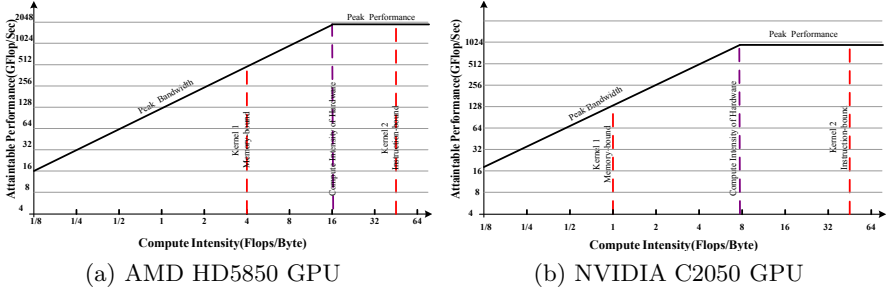 Attaintable Performance(GFlop/Sec)
2048
1024
512
256
128
64
32
16
8
4
Peak Performance
Peak Bandwidth
Kernel 1
Memory-bound
Compute Intensity of Hardware
Kernel 2
Instruction-bound
1/8 1/4 1/2 1 2 4 8 16 32 64
Compute Intensity(Flops/Byte)
(a) AMD HD5850 GPU
Attaintable Performance(GFlop/Sec)
1024
512
256
128
64
32
16
8
4
Peak Performance
Peak Bandwidth
Kernel 1
Memory-bound
Compute Intensity of Hardware
Kernel 2
Instruction-bound
1/8 1/4 1/2 1 2 4 8 16 32 64
Compute Intensity(Flops/Byte)
(b) NVIDIA C2050 GPU